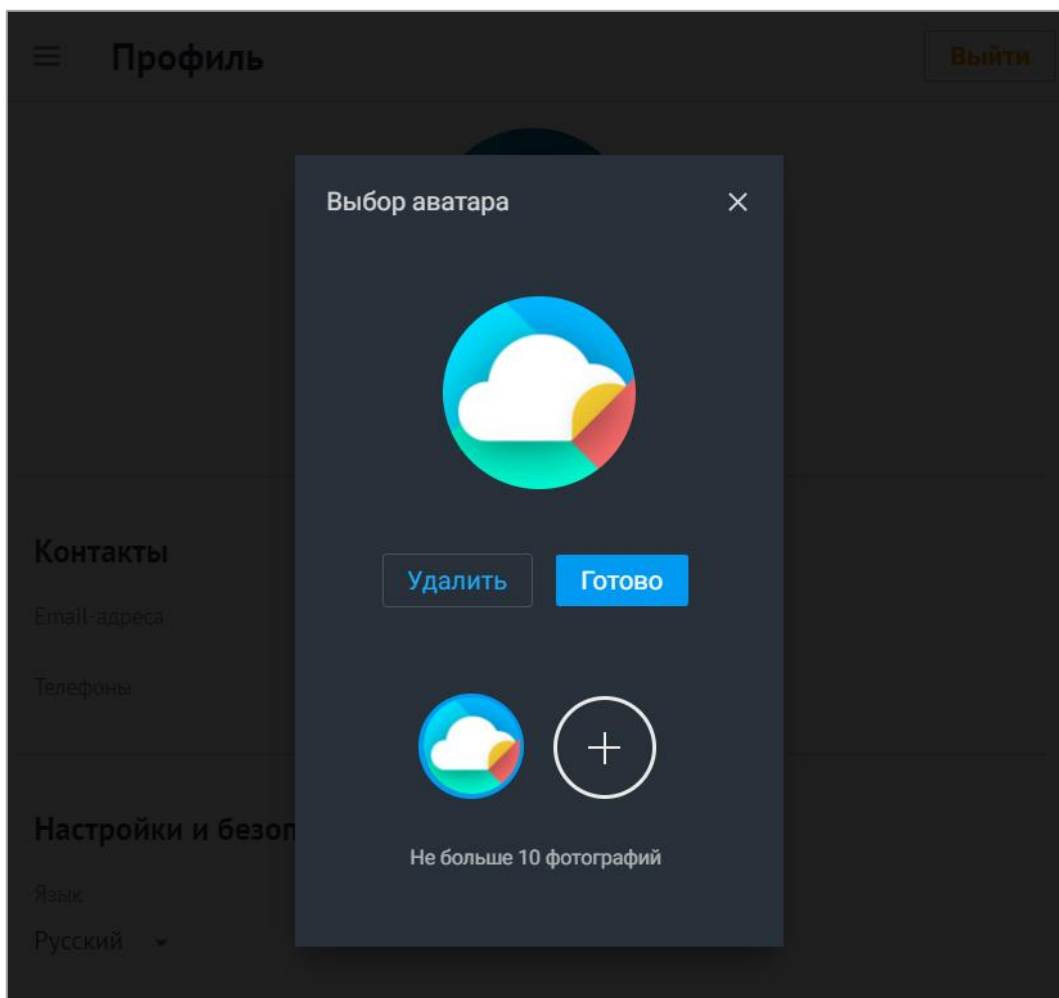 Профиль
Выйти
Выбор аватара
Удалить
Готово
Контакты
Email-адреса
Телефоны
Настройки и безоп
Не больше 10 фотографий
Язык
Русский